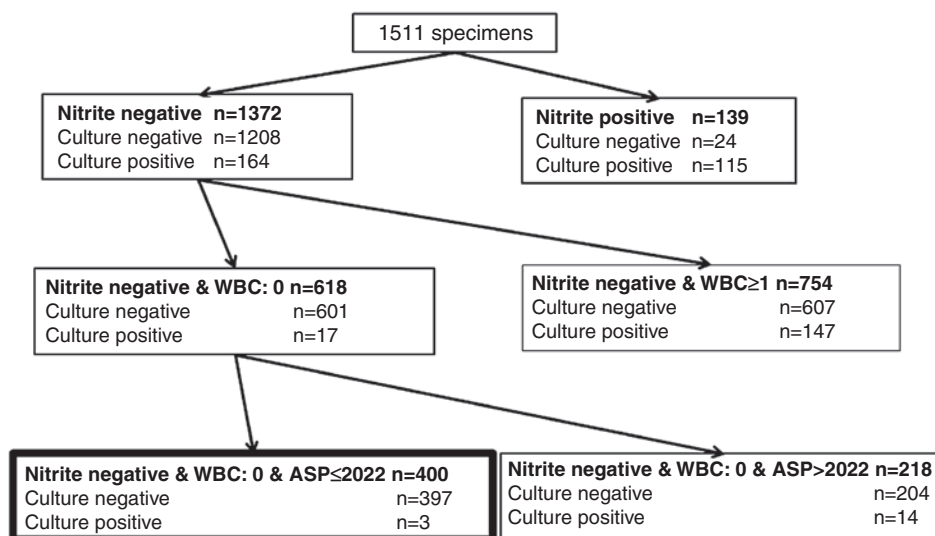 1511 specimens
Nitrite negative n=1372
Culture negative n=1208
Culture positive n=164
Nitrite positive n=139
Culture negative n=24
Culture positive n=115
Nitrite negative & WBC: 0 n=618
Culture negative n=601
Culture positive n=17
Nitrite negative & WBC≥1 n=754
Culture negative n=607
Culture positive n=147
Nitrite negative & WBC: 0 & ASP≤2022 n=400
Culture negative n=397
Culture positive n=3
Nitrite negative & WBC: 0 & ASP>2022 n=218
Culture negative n=204
Culture positive n=14